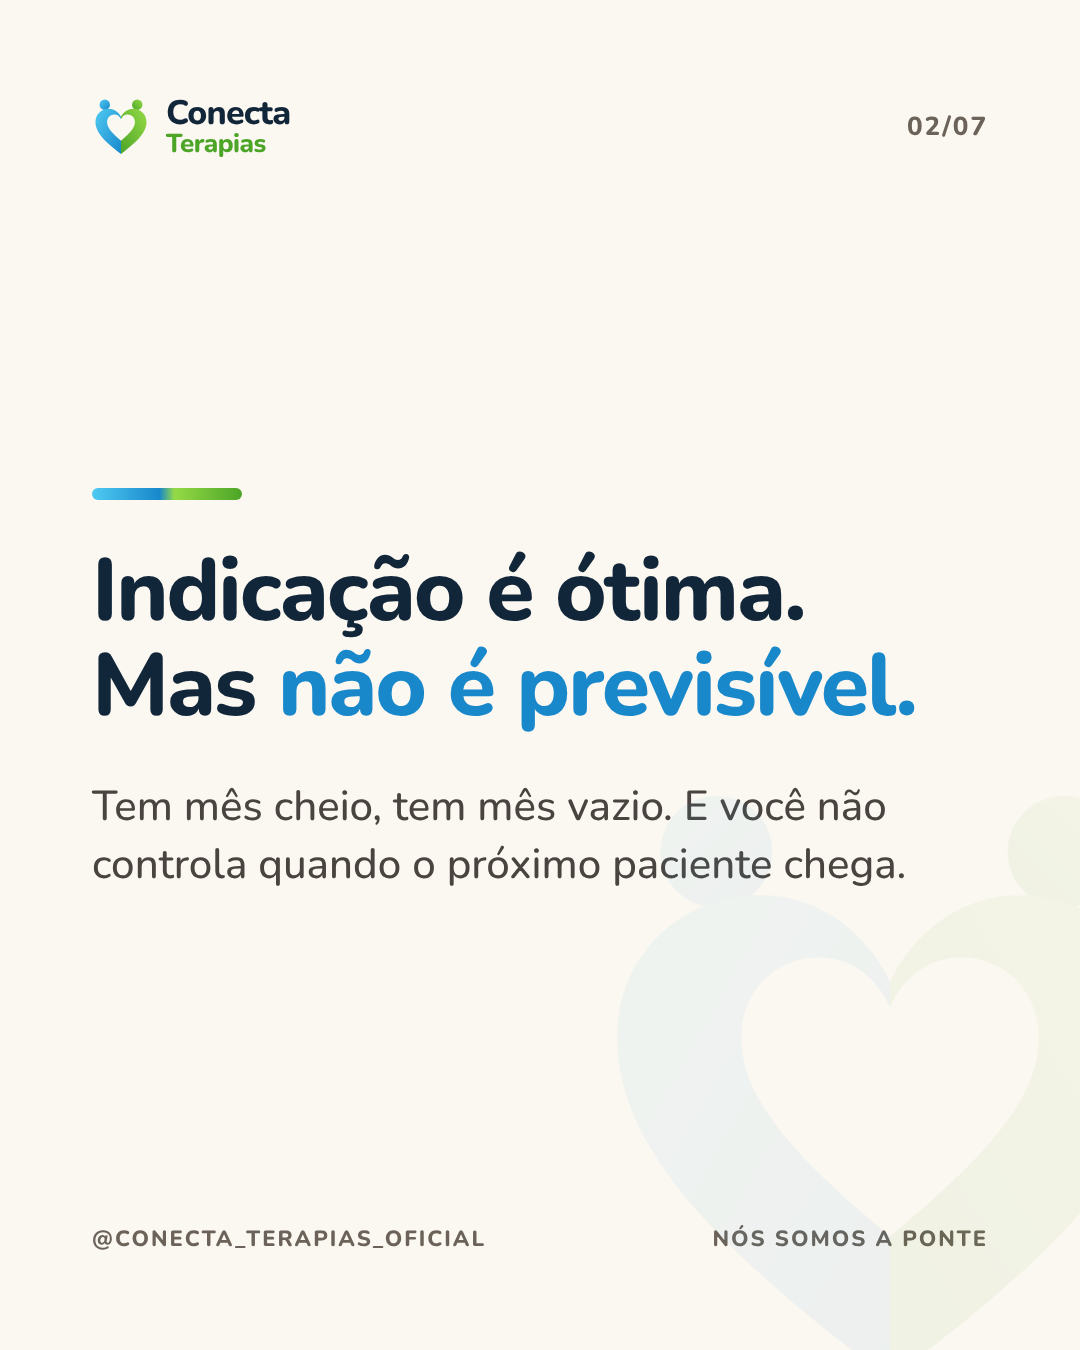 Conecta
Terapias
02/07
Indicação é ótima.
Mas não é previsível.
Tem mês cheio, tem mês vazio. E você não
controla quando o próximo paciente chega.
@CONECTA_TERAPIAS_OFICIAL
NÓS SOMOS A PONTE